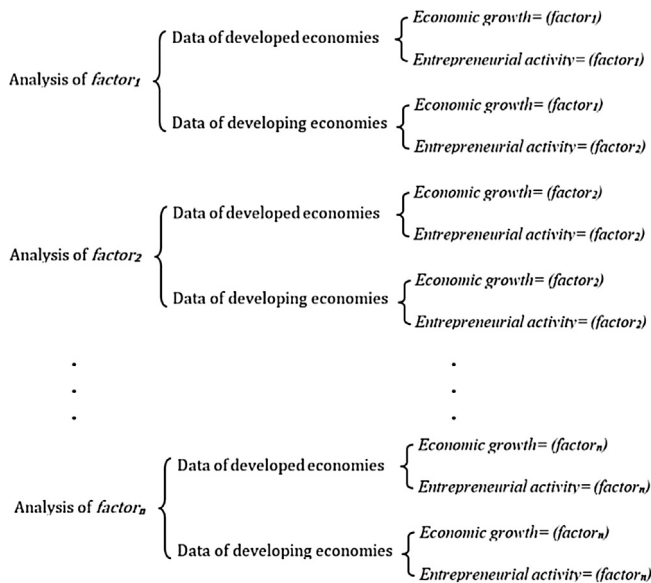 Economic growth= (factor₁)
Data of developed economies
Entrepreneurial activity= (factor₁)
Analysis of factor₁
Economic growth= (factor₁)
Data of developing economies
Entrepreneurial activity= (factor₂)
Economic growth= (factor₂)
Data of developed economies
Entrepreneurial activity= (factor₂)
Analysis of factor₂
Economic growth= (factor₂)
Data of developing economies
Entrepreneurial activity= (factor₂)
Economic growth= (factorₙ)
Data of developed economies
Entrepreneurial activity= (factorₙ)
Analysis of factorₙ
Economic growth= (factorₙ)
Data of developing economies
Entrepreneurial activity= (factorₙ)